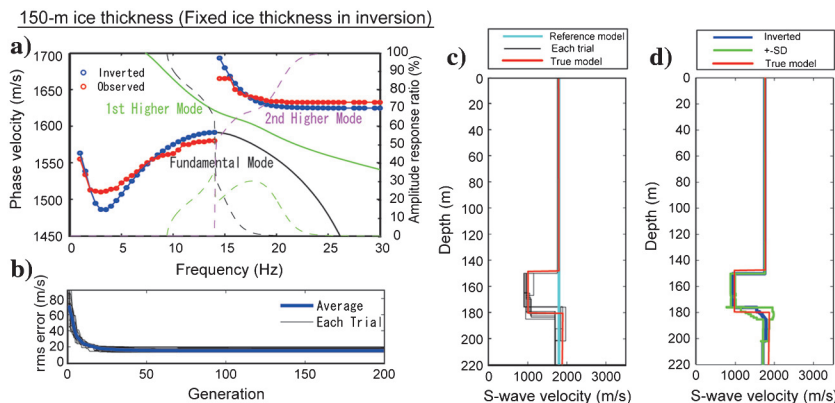 150-m ice thickness (Fixed ice thickness in inversion)
a)
Phase velocity (m/s)
1700
1650
1600
1550
1500
1450
Inverted
Observed
1st Higher Mode
2nd Higher Mode
Fundamental Mode
100
90
80
70
60
50
40
30
20
10
0
Amplitude response ratio (%)
0 5 10 15 20 25 30
Frequency (Hz)
b)
rms error (m/s)
80
60
40
20
0
Average
Each Trial
0 50 100 150 200
Generation
c)
Reference model
Each trial
True model
Depth (m)
0
20
40
60
80
100
120
140
160
180
200
220
0 1000 2000 3000
S-wave velocity (m/s)
d)
Inverted
+-SD
True model
Depth (m)
0
20
40
60
80
100
120
140
160
180
200
220
0 1000 2000 3000
S-wave velocity (m/s)